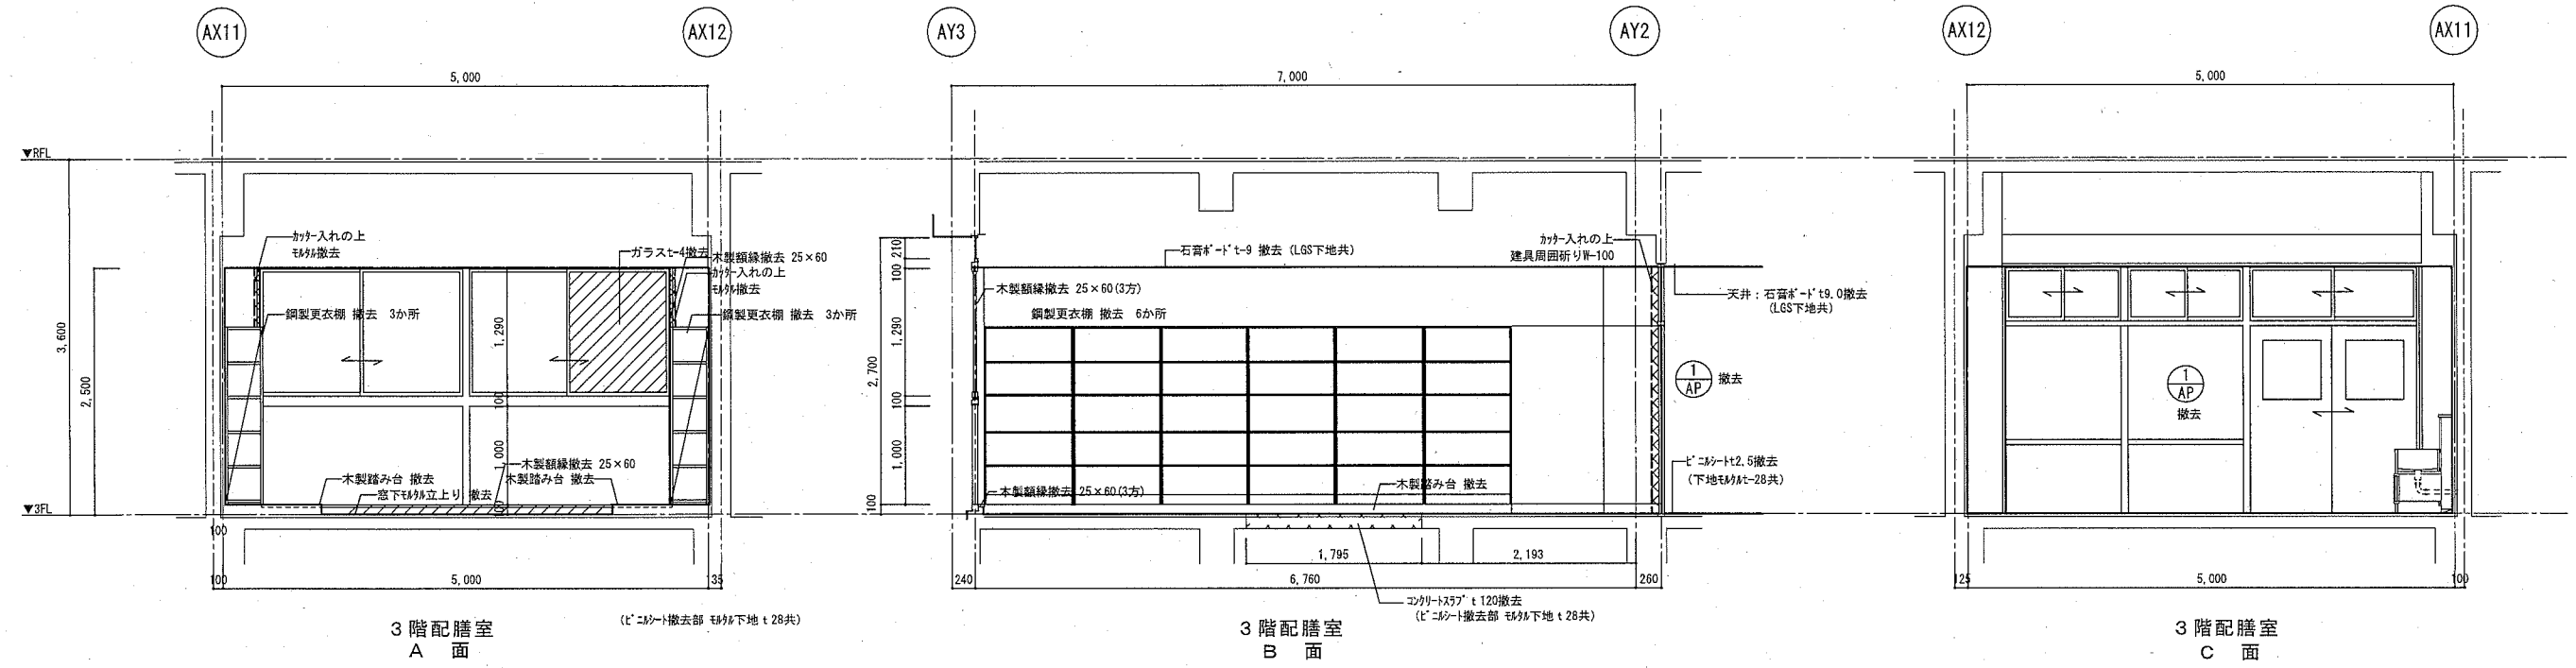 AX11
AX12
AY3
AY2
AX12
AX11
5,000
7,000
5,000
▼RFL
3,600
2,500
▼3FL
カッター入れの上
モルタル撤去
ガラスt-4撤去
木製額縁撤去 25×60
カッター入れの上
モルタル撤去
鋼製更衣棚 撤去 3か所
鋼製更衣棚 撤去 3か所
1,290
100
1,000
100
木製額縁撤去 25×60
木製踏み台 撤去
木製踏み台 撤去
窓下モルタル立上り 撤去
100
100
5,000
135
(ビニルシート撤去部 モルタル下地 t 28共)
3階配膳室
A 面
210
100
1,290
2,700
100
1,000
100
石膏ボードt-9 撤去 (LGS下地共)
カッター入れの上
建具周囲斫りW-100
木製額縁撤去 25×60(3方)
鋼製更衣棚 撤去 6か所
天井：石膏ボードt9.0撤去
(LGS下地共)
1
AP
撤去
ビニルシートt2.5撤去
(下地モルタルt-28共)
木製額縁撤去 25×60(3方)
木製踏み台 撤去
1,795
2,193
240
6,760
260
コンクリートスラブ t 120撤去
(ビニルシート撤去部 モルタル下地 t 28共)
3階配膳室
B 面
1
AP
撤去
125
5,000
100
3階配膳室
C 面